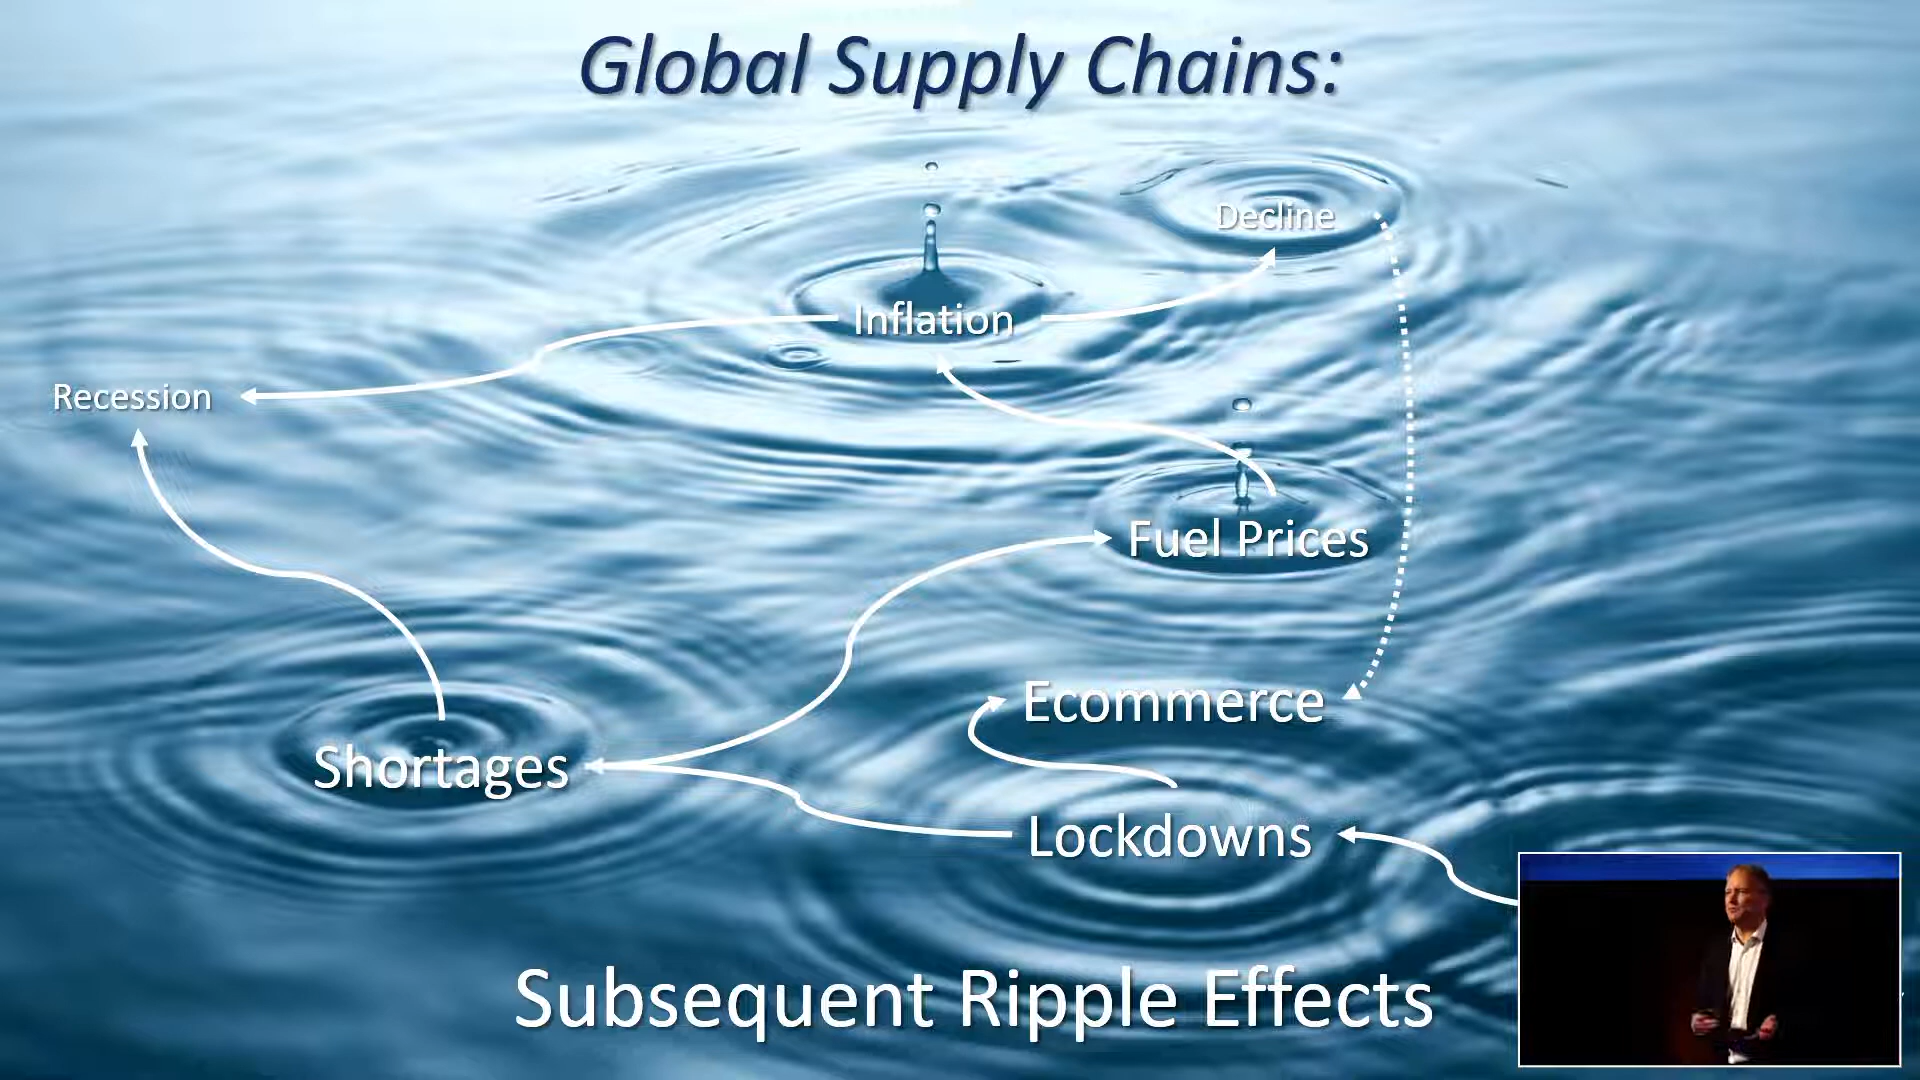 Global Supply Chains:
Decline
Inflation
Recession
Fuel Prices
Ecommerce
Shortages
Lockdowns
Subsequent Ripple Effects